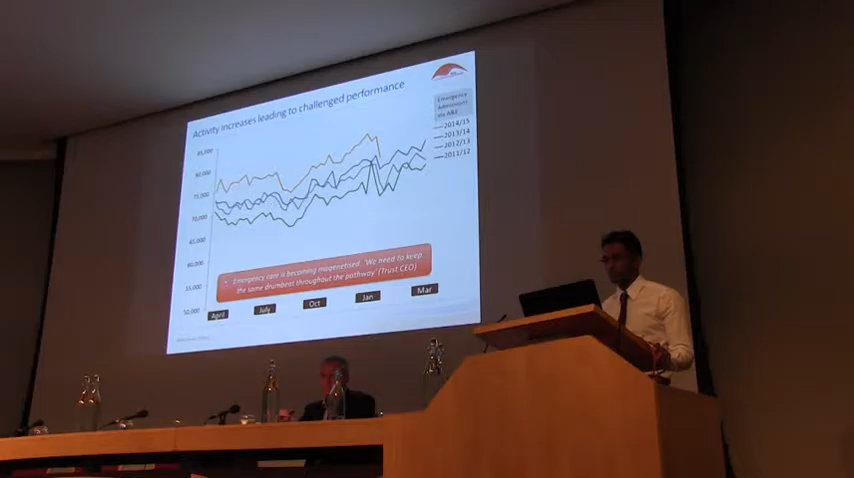 Activity increases leading to challenged performance
Emergency
Admissions
via A&E
2014/15
2013/14
2012/13
2011/12
85,000
80,000
75,000
70,000
65,000
60,000
55,000
50,000
• Emergency care is becoming magenetised. 'We need to keep
the same drumbeat throughout the pathway' (Trust CEO)
April
July
Oct
Jan
Mar